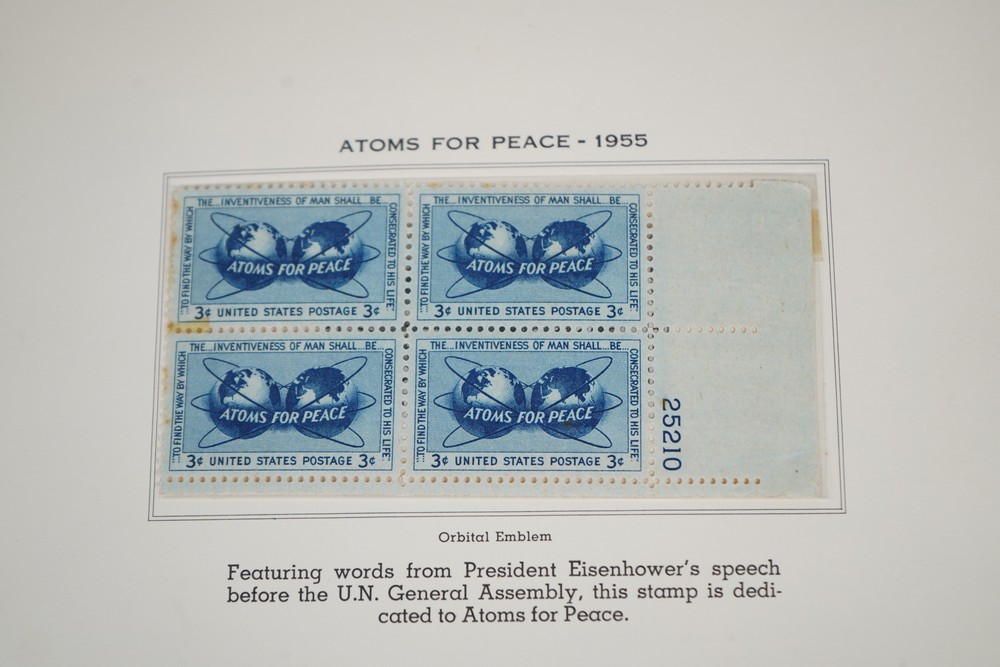 ATOMS FOR PEACE - 1955
THE...INVENTIVENESS OF MAN SHALL...BE
"...TO FIND THE WAY BY WHICH
CONSECRATED TO HIS LIFE."
ATOMS FOR PEACE
3¢ UNITED STATES POSTAGE 3¢
THE...INVENTIVENESS OF MAN SHALL...BE
"...TO FIND THE WAY BY WHICH
CONSECRATED TO HIS LIFE."
ATOMS FOR PEACE
3¢ UNITED STATES POSTAGE 3¢
THE...INVENTIVENESS OF MAN SHALL...BE...
"...TO FIND THE WAY BY WHICH
CONSECRATED TO HIS LIFE."
ATOMS FOR PEACE
3¢ UNITED STATES POSTAGE 3¢
THE...INVENTIVENESS OF MAN SHALL...BE...
"...TO FIND THE WAY BY WHICH
CONSECRATED TO HIS LIFE."
ATOMS FOR PEACE
3¢ UNITED STATES POSTAGE 3¢
25210
Orbital Emblem
Featuring words from President Eisenhower's speech
before the U.N. General Assembly, this stamp is dedi-
cated to Atoms for Peace.